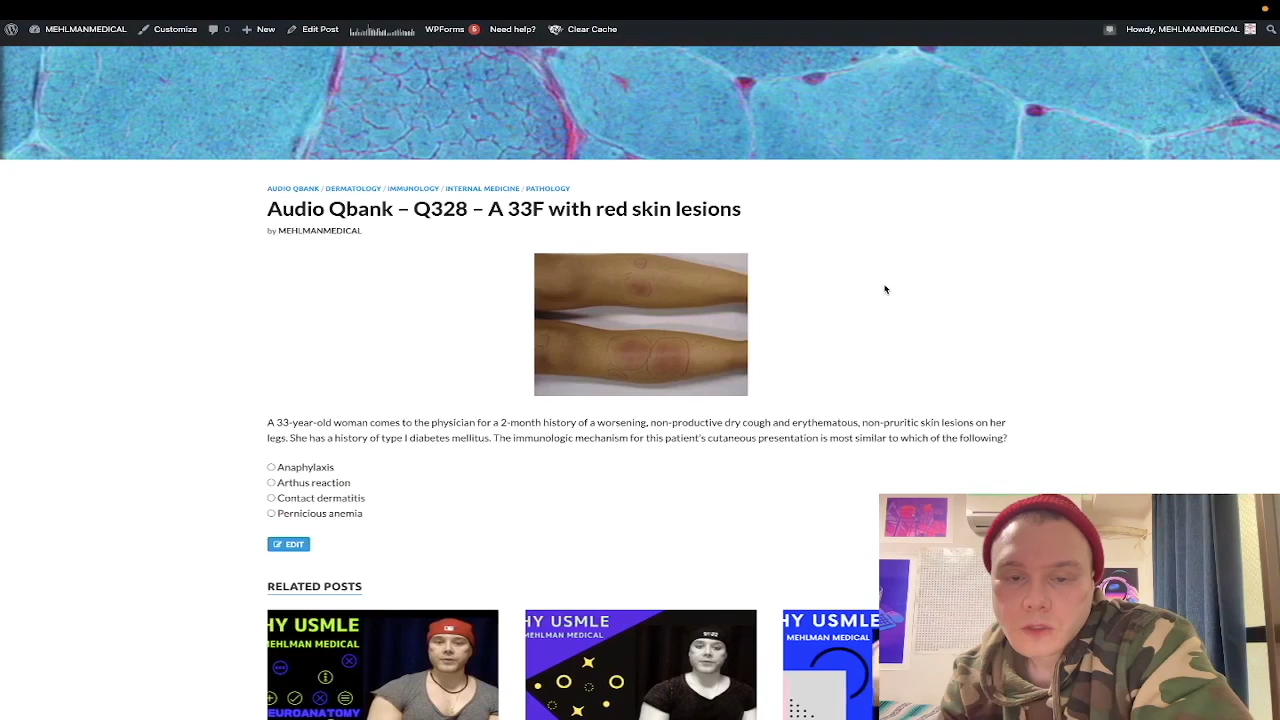 MEHLMANMEDICAL Customize 0 New Edit Post WPForms 5 Need help? Clear Cache Howdy, MEHLMANMEDICAL
AUDIO QBANK / DERMATOLOGY / IMMUNOLOGY / INTERNAL MEDICINE / PATHOLOGY
Audio Qbank – Q328 – A 33F with red skin lesions
by MEHLMANMEDICAL
A 33-year-old woman comes to the physician for a 2-month history of a worsening, non-productive dry cough and erythematous, non-pruritic skin lesions on her
legs. She has a history of type I diabetes mellitus. The immunologic mechanism for this patient's cutaneous presentation is most similar to which of the following?
Anaphylaxis
Arthus reaction
Contact dermatitis
Pernicious anemia
EDIT
RELATED POSTS
HY USMLE
MEHLMAN MEDICAL
NEUROANATOMY
HY USMLE
MEHLMAN MEDICAL
HY USMLE
MEHLMAN MEDICAL